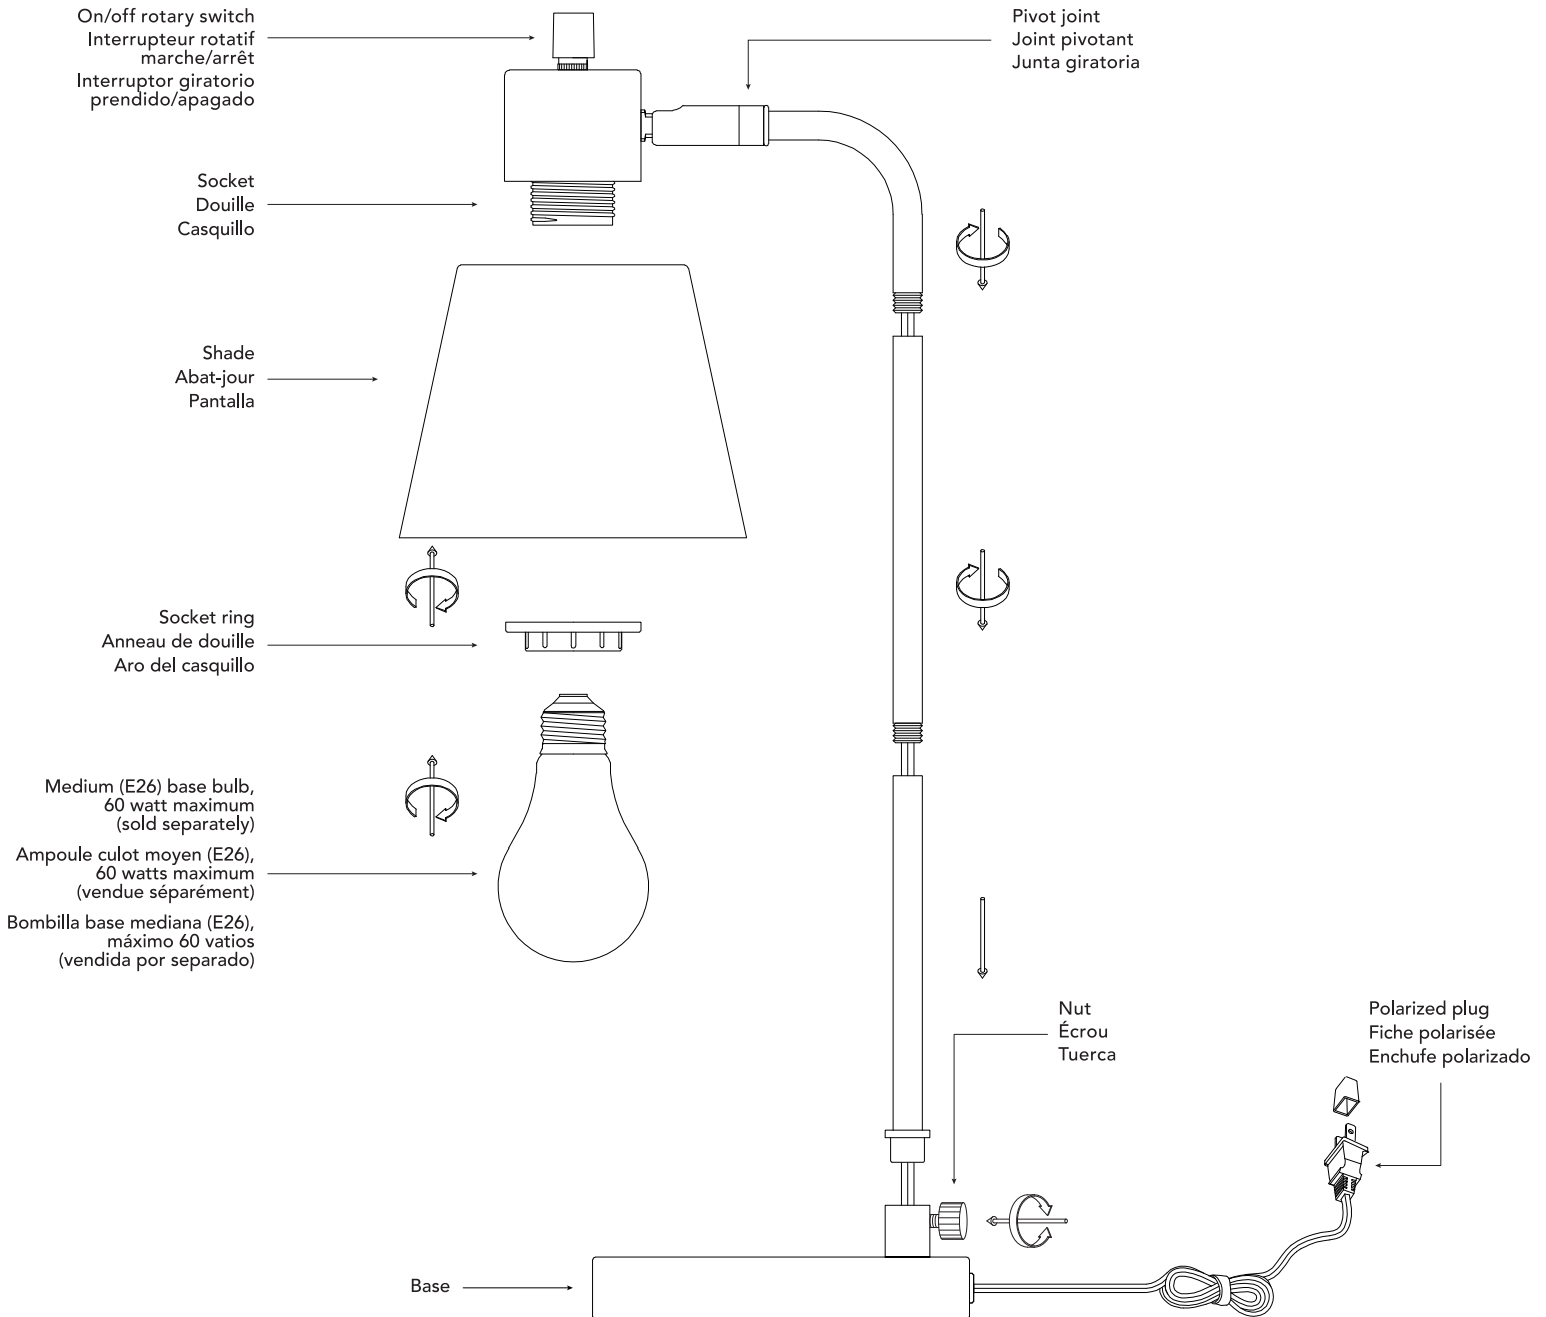 On/off rotary switch
Interrupteur rotatif
marche/arrêt
Interruptor giratorio
prendido/apagado
Pivot joint
Joint pivotant
Junta giratoria
Socket
Douille
Casquillo
Shade
Abat-jour
Pantalla
Socket ring
Anneau de douille
Aro del casquillo
Medium (E26) base bulb,
60 watt maximum
(sold separately)
Ampoule culot moyen (E26),
60 watts maximum
(vendue séparément)
Bombilla base mediana (E26),
máximo 60 vatios
(vendida por separado)
Nut
Écrou
Tuerca
Polarized plug
Fiche polarisée
Enchufe polarizado
Base